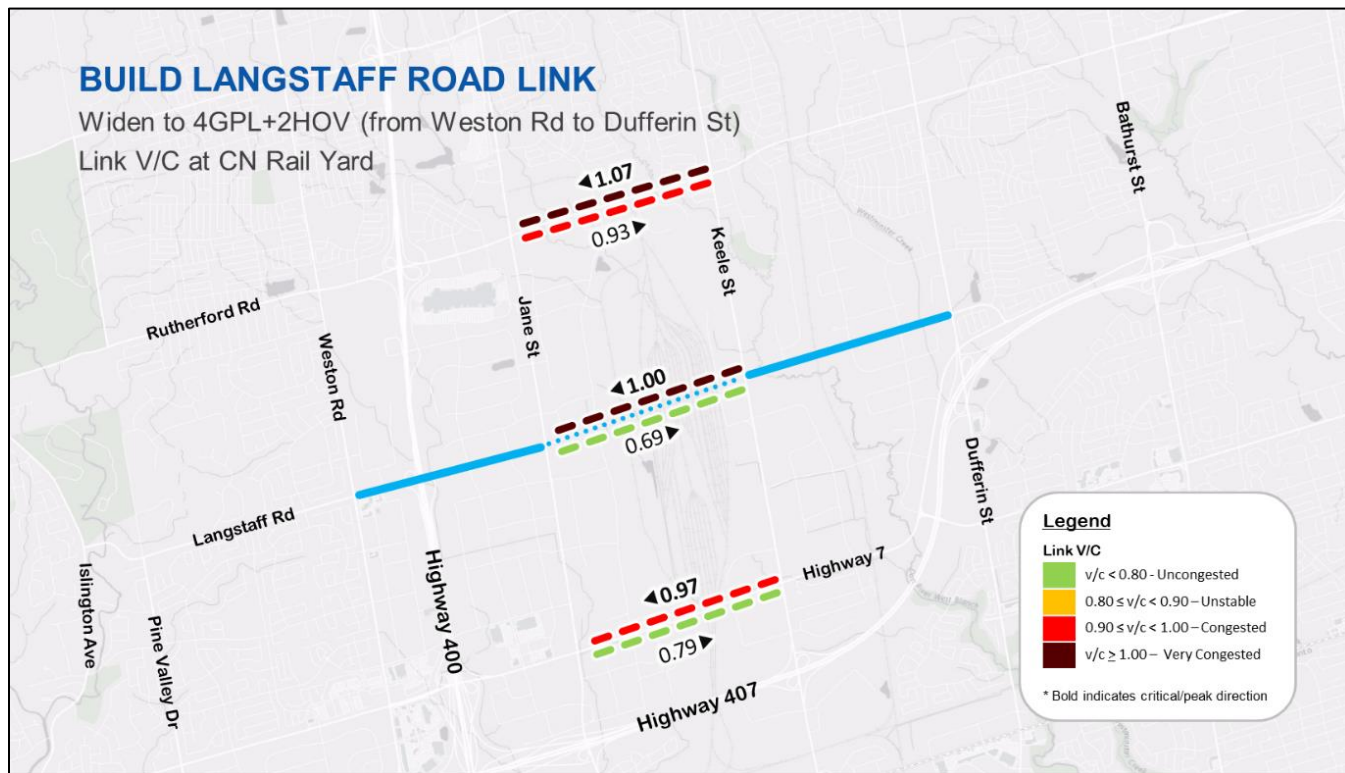 BUILD LANGSTAFF ROAD LINK
Widen to 4GPL+2HOV (from Weston Rd to Dufferin St)
Link V/C at CN Rail Yard
Bathurst St
◄1.07
0.93►
Keele St
Rutherford Rd
Jane St
Weston Rd
◄1.00
0.69►
Dufferin St
Langstaff Rd
Highway 400
Islington Ave
Pine Valley Dr
Highway 7
◄0.97
0.79►
Highway 407
Legend
Link V/C
v/c < 0.80 - Uncongested
0.80 ≤ v/c < 0.90 – Unstable
0.90 ≤ v/c < 1.00 – Congested
v/c ≥ 1.00 – Very Congested
* Bold indicates critical/peak direction